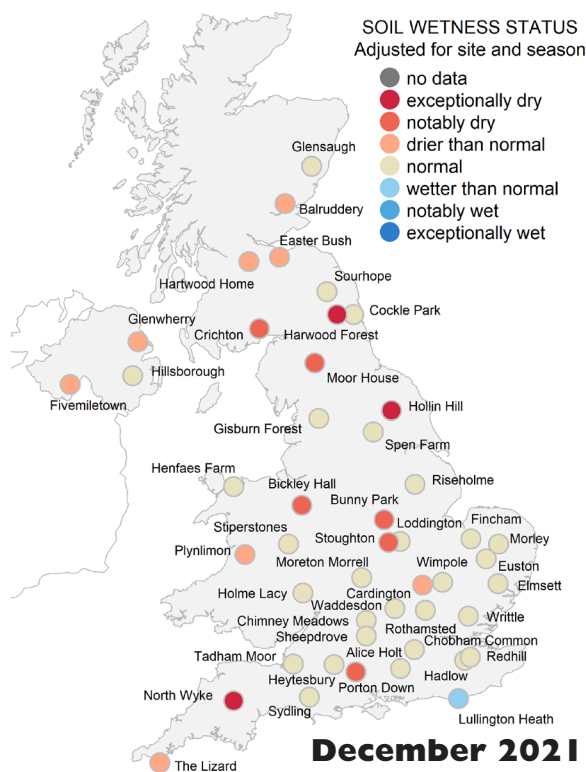 SOIL WETNESS STATUS
Adjusted for site and season
no data
exceptionally dry
notably dry
drier than normal
normal
wetter than normal
notably wet
exceptionally wet
Glensaugh
Balruddery
Easter Bush
Hartwood Home
Sourhope
Cockle Park
Glenwherry
Crichton
Harwood Forest
Hillsborough
Moor House
Fivemiletown
Hollin Hill
Gisburn Forest
Spen Farm
Henfaes Farm
Bickley Hall
Riseholme
Bunny Park
Loddington
Fincham
Stiperstones
Stoughton
Morley
Plynlimon
Moreton Morrell
Wimpole
Euston
Cardington
Elmsett
Holme Lacy
Waddesdon
Chimney Meadows
Rothamsted
Writtle
Sheepdrove
Chobham Common
Tadham Moor
Alice Holt
Redhill
Heytesbury
Hadlow
North Wyke
Porton Down
Sydling
Lullington Heath
The Lizard
December 2021